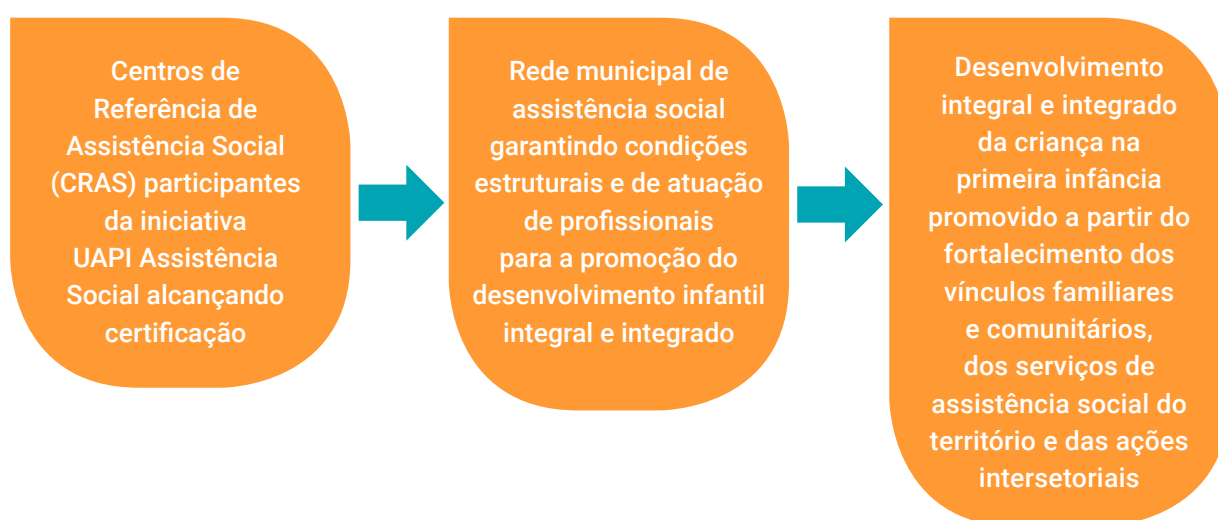 Centros de
Referência de
Assistência Social
(CRAS) participantes
da iniciativa
UAPI Assistência
Social alcançando
certificação
Rede municipal de
assistência social
garantindo condições
estruturais e de atuação
de profissionais
para a promoção do
desenvolvimento infantil
integral e integrado
Desenvolvimento
integral e integrado
da criança na
primeira infância
promovido a partir do
fortalecimento dos
vínculos familiares
e comunitários,
dos serviços de
assistência social do
território e das ações
intersetoriais